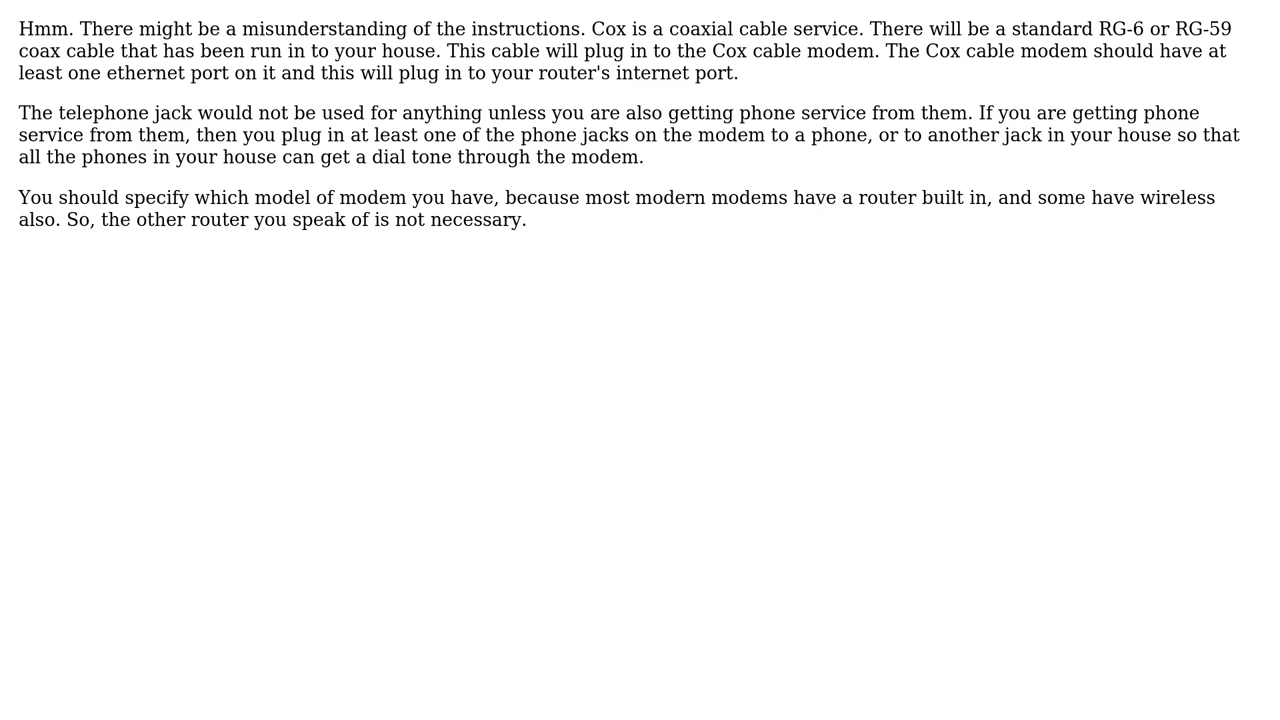 Hmm. There might be a misunderstanding of the instructions. Cox is a coaxial cable service. There will be a standard RG-6 or RG-59
coax cable that has been run in to your house. This cable will plug in to the Cox cable modem. The Cox cable modem should have at
least one ethernet port on it and this will plug in to your router's internet port.
The telephone jack would not be used for anything unless you are also getting phone service from them. If you are getting phone
service from them, then you plug in at least one of the phone jacks on the modem to a phone, or to another jack in your house so that
all the phones in your house can get a dial tone through the modem.
You should specify which model of modem you have, because most modern modems have a router built in, and some have wireless
also. So, the other router you speak of is not necessary.